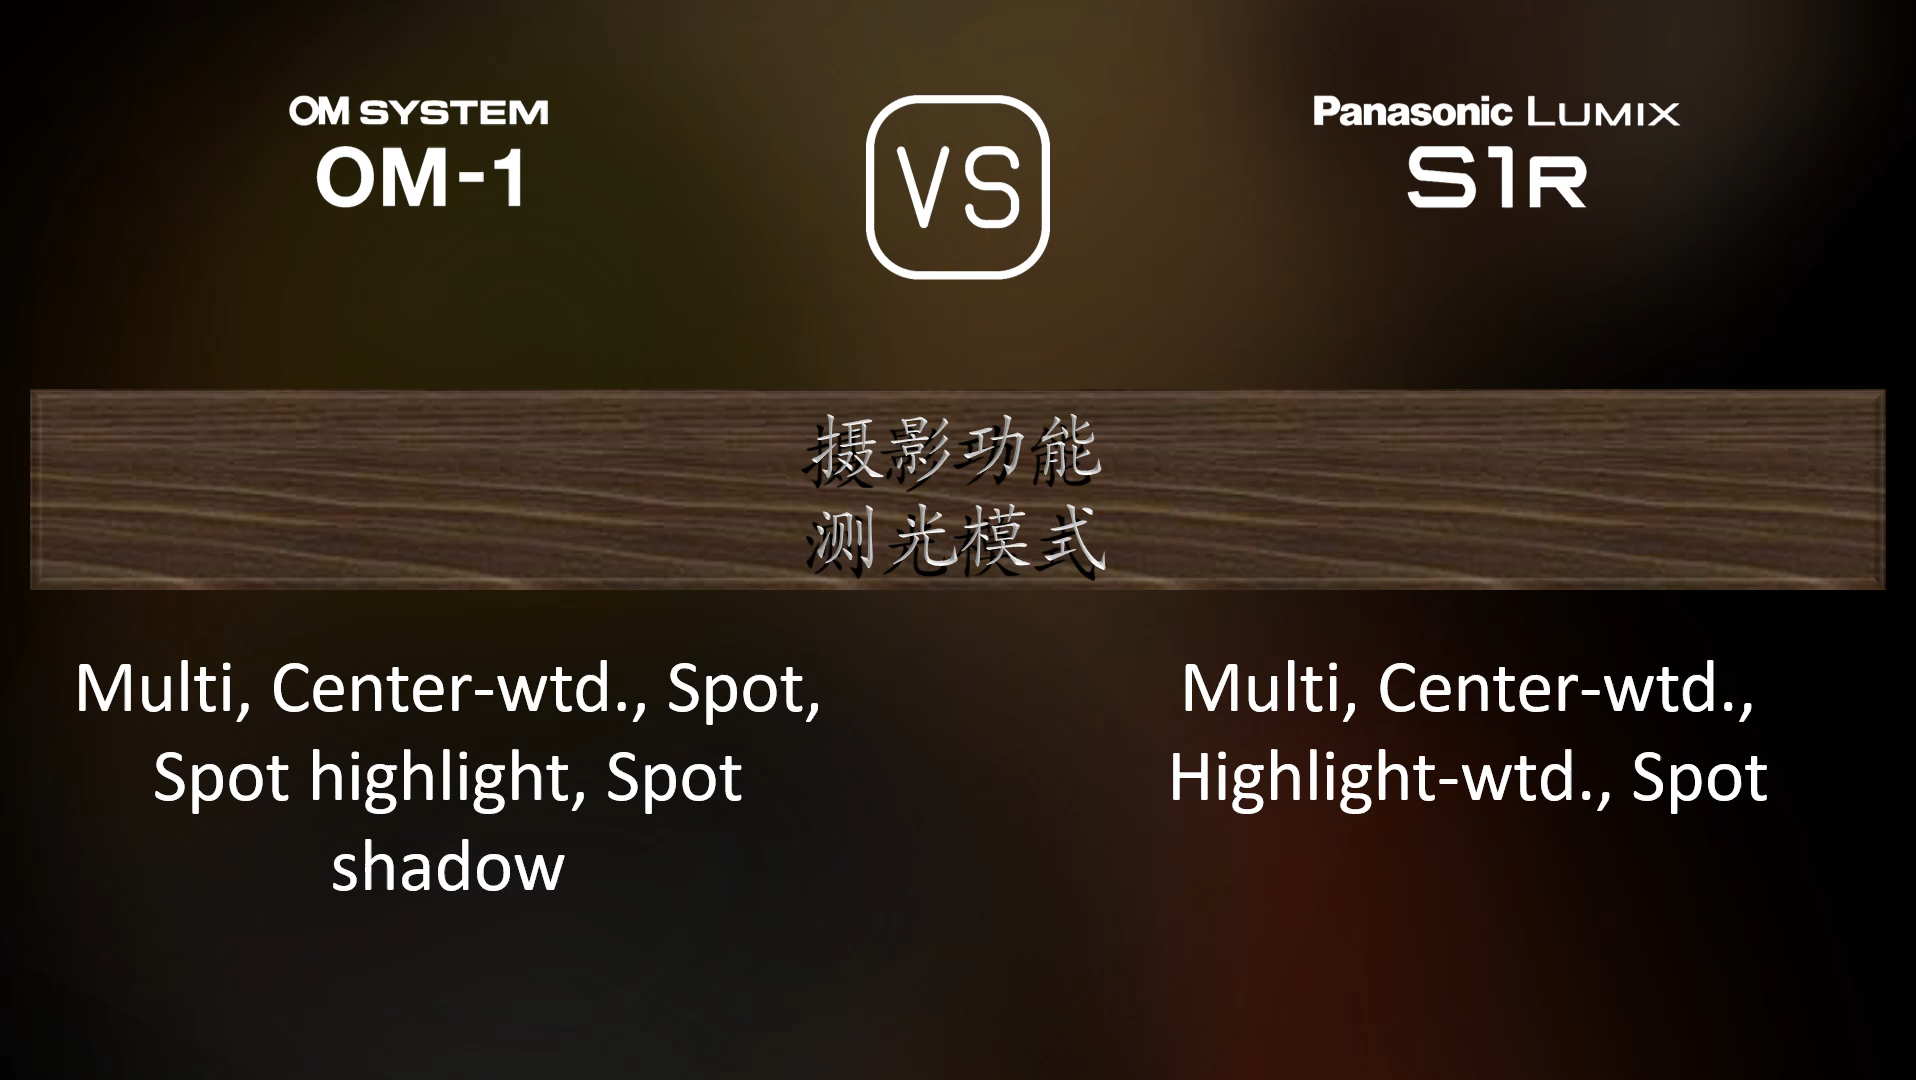 OM SYSTEM
OM-1
VS
Panasonic LUMIX
S1R
摄影功能
测光模式
Multi, Center-wtd., Spot,
Spot highlight, Spot
shadow
Multi, Center-wtd.,
Highlight-wtd., Spot